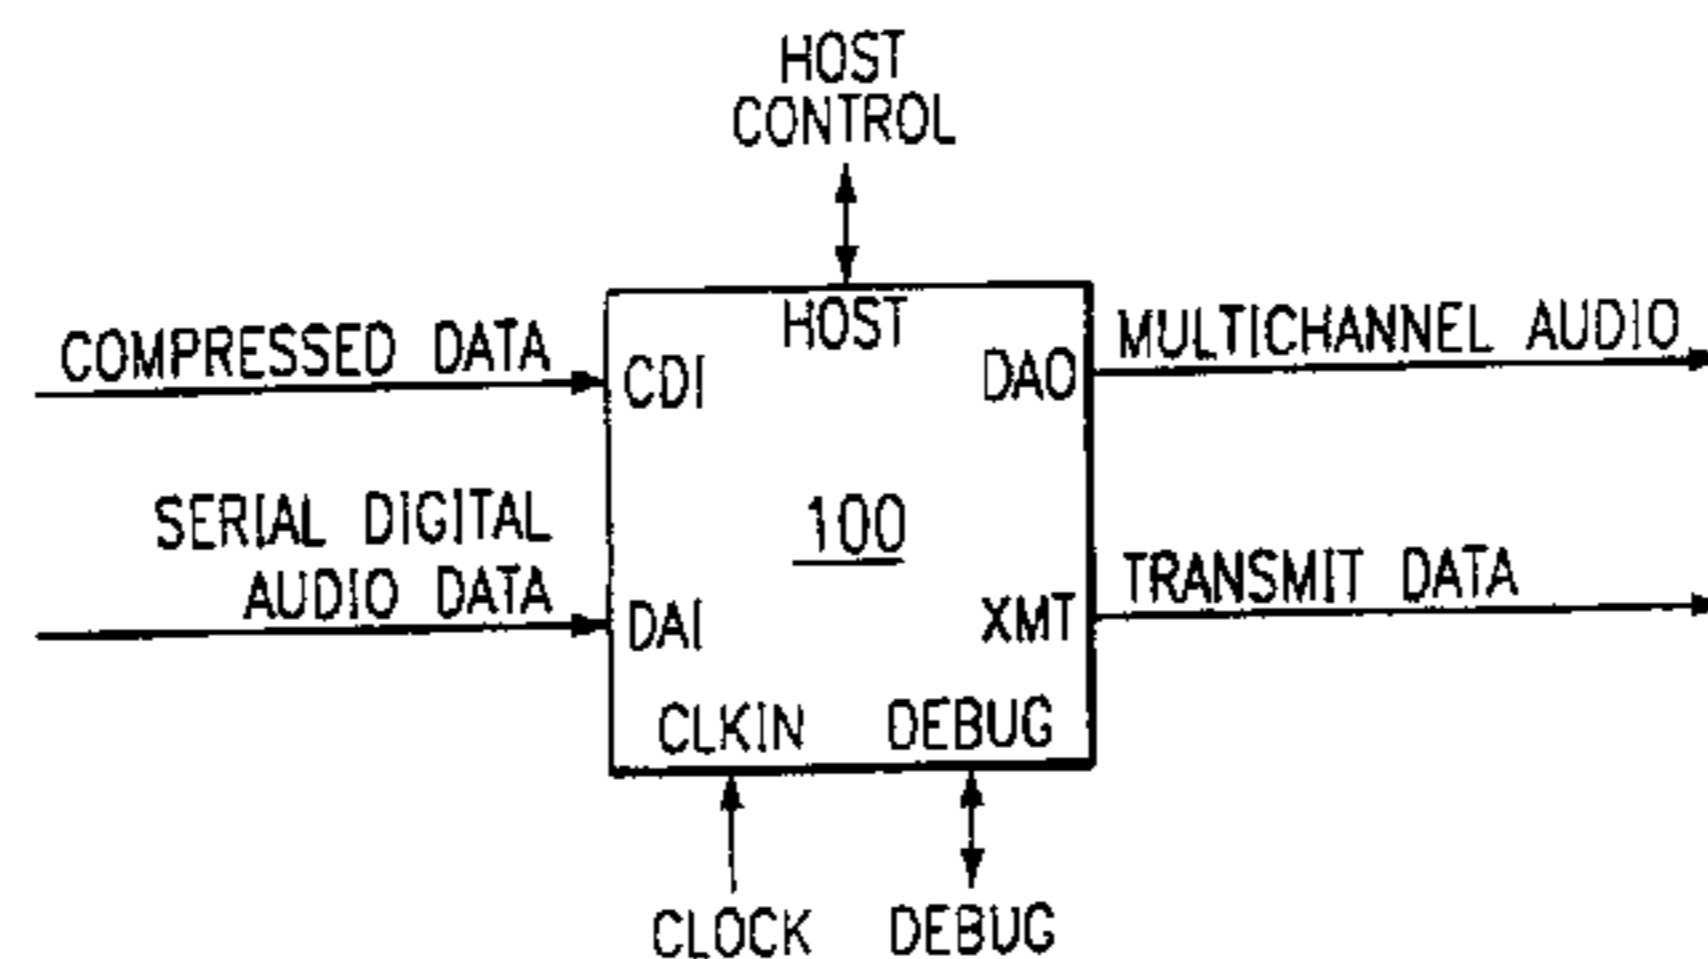 HOST
CONTROL
COMPRESSED DATA
HOST
MULTICHANNEL AUDIO
CDI
DAO
SERIAL DIGITAL
AUDIO DATA
100
TRANSMIT DATA
DAI
XMT
CLKIN
DEBUG
CLOCK
DEBUG